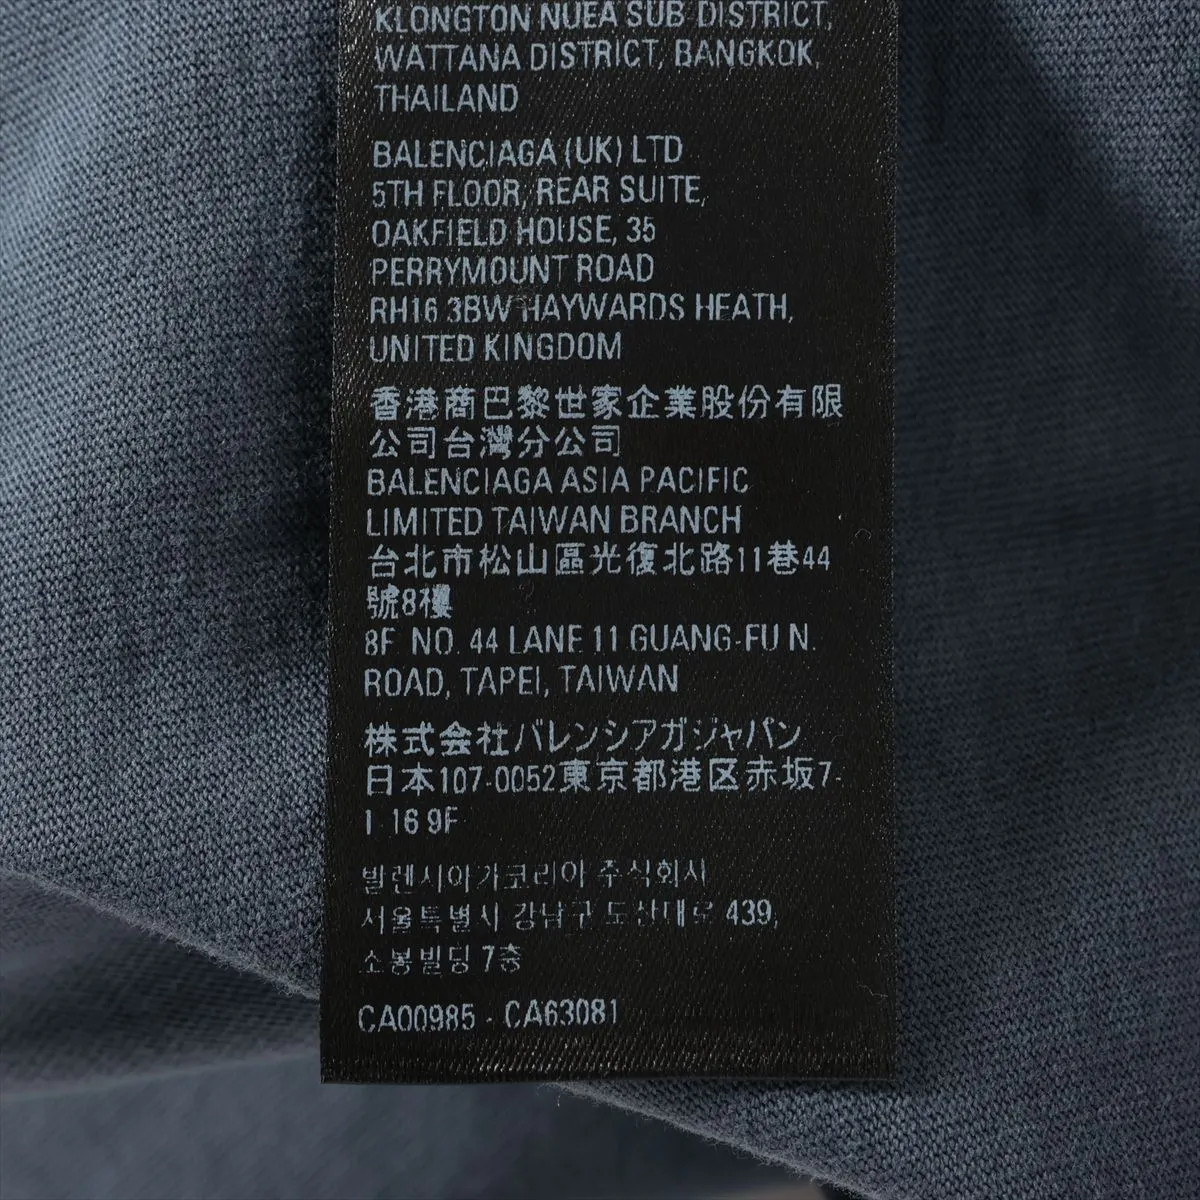 KLONGTON NUEA SUB DISTRICT,
WATTANA DISTRICT, BANGKOK,
THAILAND
BALENCIAGA (UK) LTD
5TH FLOOR, REAR SUITE,
OAKFIELD HOUSE, 35
PERRYMOUNT ROAD
RH16 3BW HAYWARDS HEATH,
UNITED KINGDOM
香港商巴黎世家企業股份有限
公司台灣分公司
BALENCIAGA ASIA PACIFIC
LIMITED TAIWAN BRANCH
台北市松山區光復北路11巷44
號8樓
8F NO. 44 LANE 11 GUANG-FU N.
ROAD, TAPEI, TAIWAN
株式会社バレンシアガジャパン
日本107-0052東京都港区赤坂7-
1 16 9F
발렌시아가코리아 주식회사
서울특별시 강남구 도산대로 439,
소봉빌딩 7층
CA00985 - CA63081